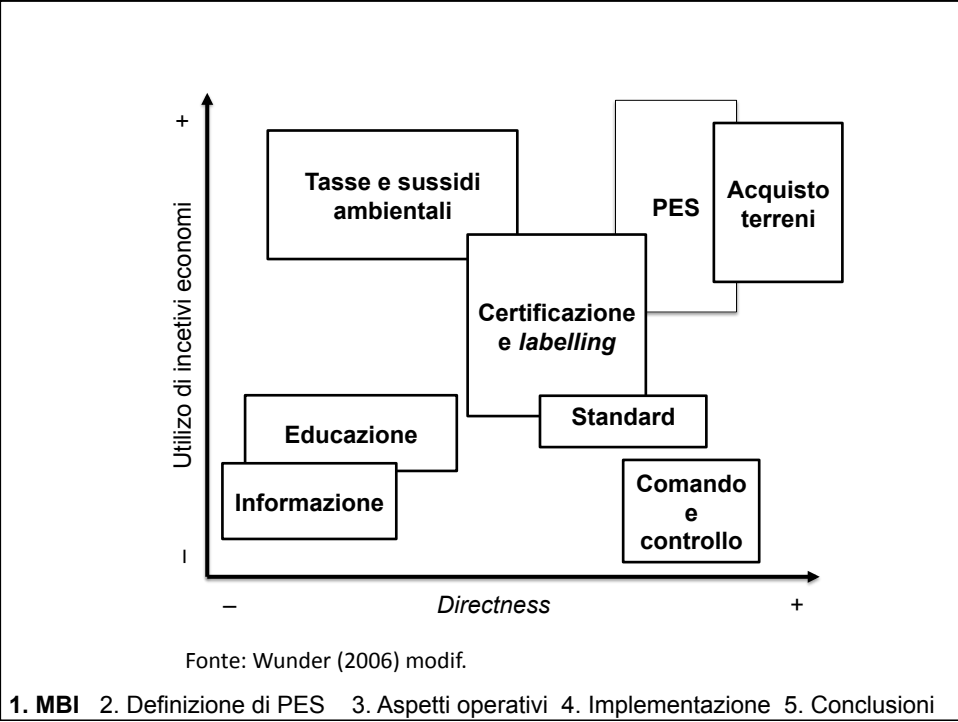 +
Utilizo di incetivi economi
–
Tasse e sussidi
ambientali
PES
Acquisto
terreni
Certificazione
e labelling
Standard
Educazione
Informazione
Comando
e
controllo
–
Directness
+
Fonte: Wunder (2006) modif.
1. MBI 2. Definizione di PES 3. Aspetti operativi 4. Implementazione 5. Conclusioni